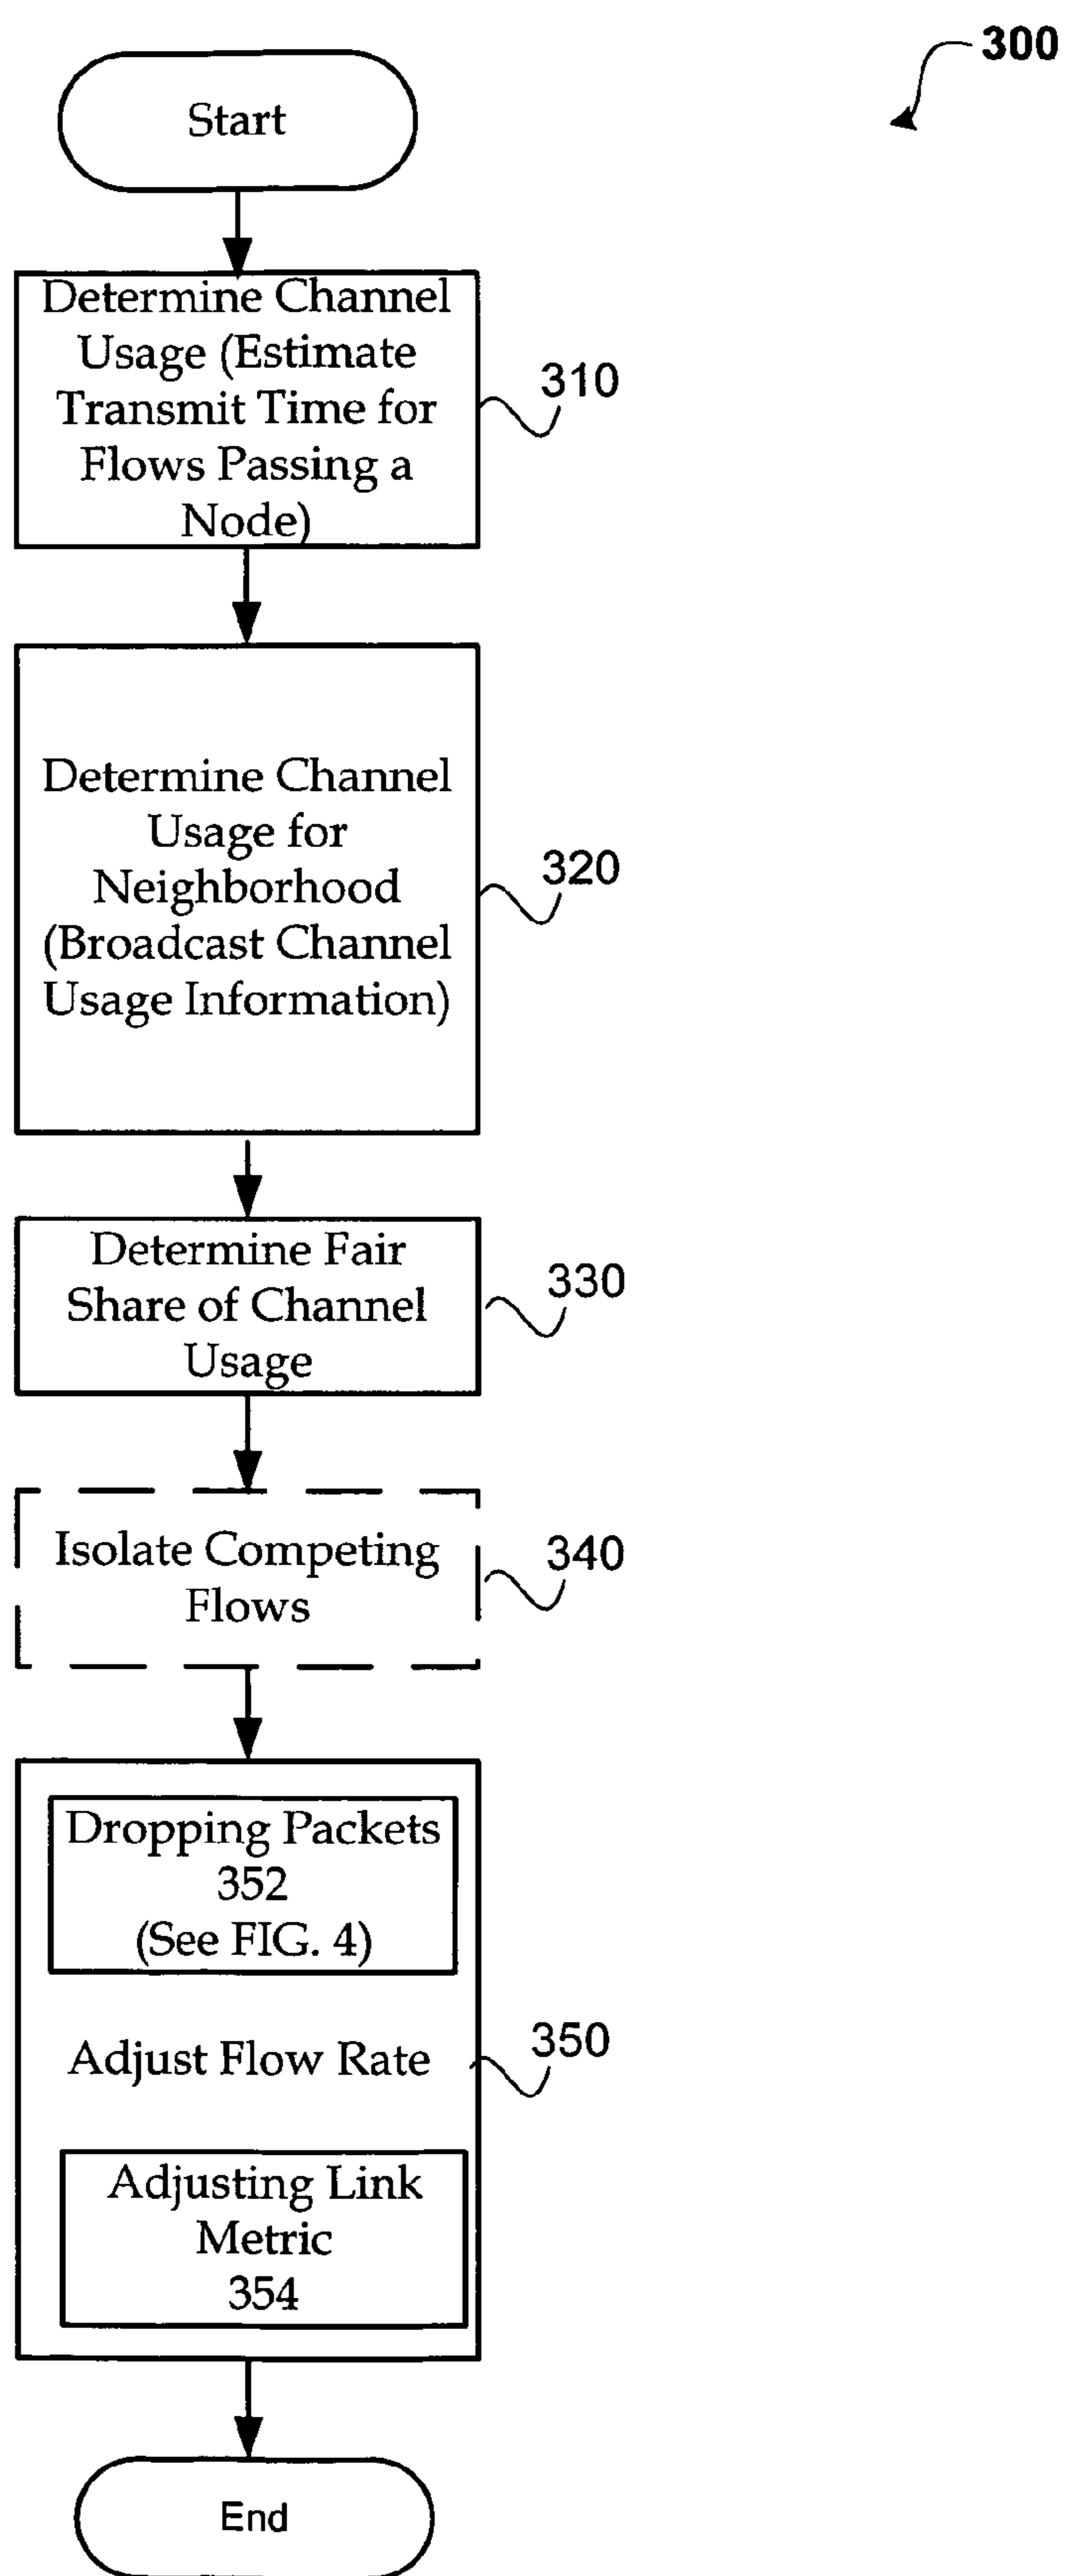 300
Start
Determine Channel
Usage (Estimate
Transmit Time for
Flows Passing a
Node)
310
Determine Channel
Usage for
Neighborhood
(Broadcast Channel
Usage Information)
320
Determine Fair
Share of Channel
Usage
330
Isolate Competing
Flows
340
Dropping Packets
352
(See FIG. 4)
Adjust Flow Rate
350
Adjusting Link
Metric
354
End